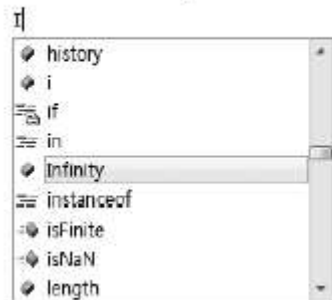 I
history
i
if
in
Infinity
instanceof
isFinite
isNaN
length